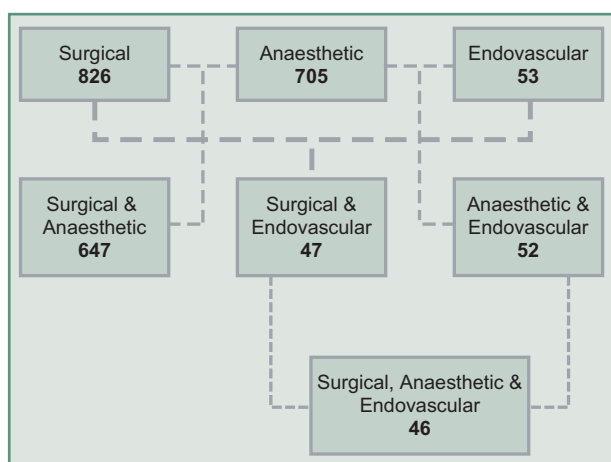 Surgical
826
Anaesthetic
705
Endovascular
53
Surgical &
Anaesthetic
647
Surgical &
Endovascular
47
Anaesthetic &
Endovascular
52
Surgical, Anaesthetic &
Endovascular
46